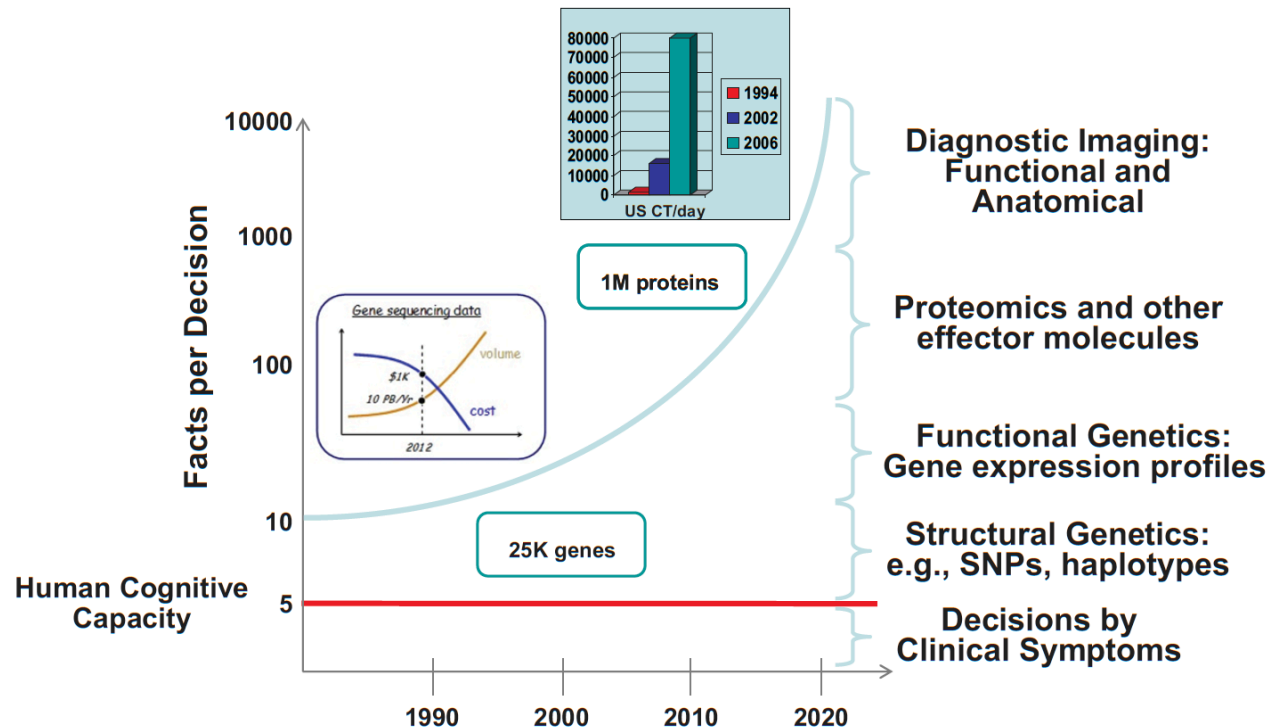 80000
70000
60000
50000
40000
30000
20000
10000
0
US CT/day
1994
2002
2006
Facts per Decision
10000
1000
100
10
5
Human Cognitive
Capacity
1M proteins
Gene sequencing data
volume
$1K
10 PB/Yr
cost
2012
25K genes
1990
2000
2010
2020
Diagnostic Imaging:
Functional and
Anatomical
Proteomics and other
effector molecules
Functional Genetics:
Gene expression profiles
Structural Genetics:
e.g., SNPs, haplotypes
Decisions by
Clinical Symptoms